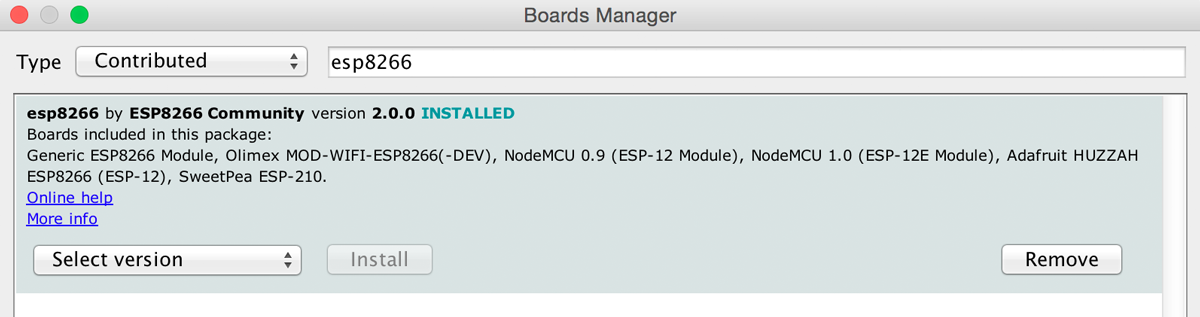 Boards Manager
Type Contributed esp8266
esp8266 by ESP8266 Community version 2.0.0 INSTALLED
Boards included in this package:
Generic ESP8266 Module, Olimex MOD-WIFI-ESP8266(-DEV), NodeMCU 0.9 (ESP-12 Module), NodeMCU 1.0 (ESP-12E Module), Adafruit HUZZAH
ESP8266 (ESP-12), SweetPea ESP-210.
Online help
More info
Select version Install Remove